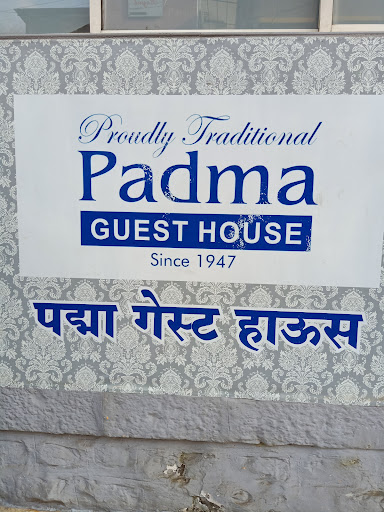 Proudly Traditional
Padma
GUEST HOUSE
Since 1947
पद्मा गेस्ट हाऊस